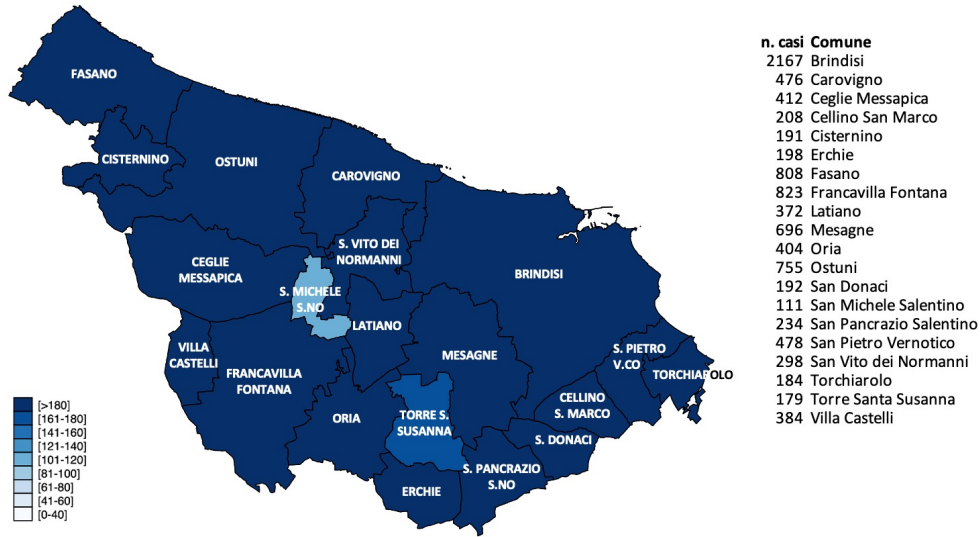 FASANO
CISTERNINO
OSTUNI
CAROVIGNO
S. VITO DEI
NORMANNI
CEGLIE
MESSAPICA
BRINDISI
S. MICHELE
S.NO
LATIANO
VILLA
CASTELLI
FRANCAVILLA
FONTANA
MESAGNE
S. PIETRO
V.CO
TORCHIAROLO
CELLINO
S. MARCO
ORIA
TORRE S.
SUSANNA
S. DONACI
S. PANCRAZIO
S.NO
ERCHIE
[>180]
[161-180]
[141-160]
[121-140]
[101-120]
[81-100]
[61-80]
[41-60]
[0-40]
n. casi Comune
2167 Brindisi
476 Carovigno
412 Ceglie Messapica
208 Cellino San Marco
191 Cisternino
198 Erchie
808 Fasano
823 Francavilla Fontana
372 Latiano
696 Mesagne
404 Oria
755 Ostuni
192 San Donaci
111 San Michele Salentino
234 San Pancrazio Salentino
478 San Pietro Vernotico
298 San Vito dei Normanni
184 Torchiarolo
179 Torre Santa Susanna
384 Villa Castelli